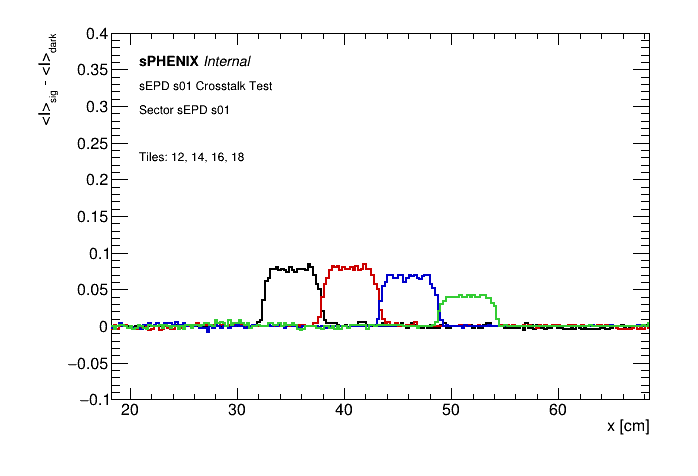 0.4
0.35
0.3
0.25
0.2
0.15
0.1
0.05
0
−0.05
−0.1
<I>sig - <I>dark
sPHENIX Internal
sEPD s01 Crosstalk Test
Sector sEPD s01
Tiles: 12, 14, 16, 18
20 30 40 50 60
x [cm]